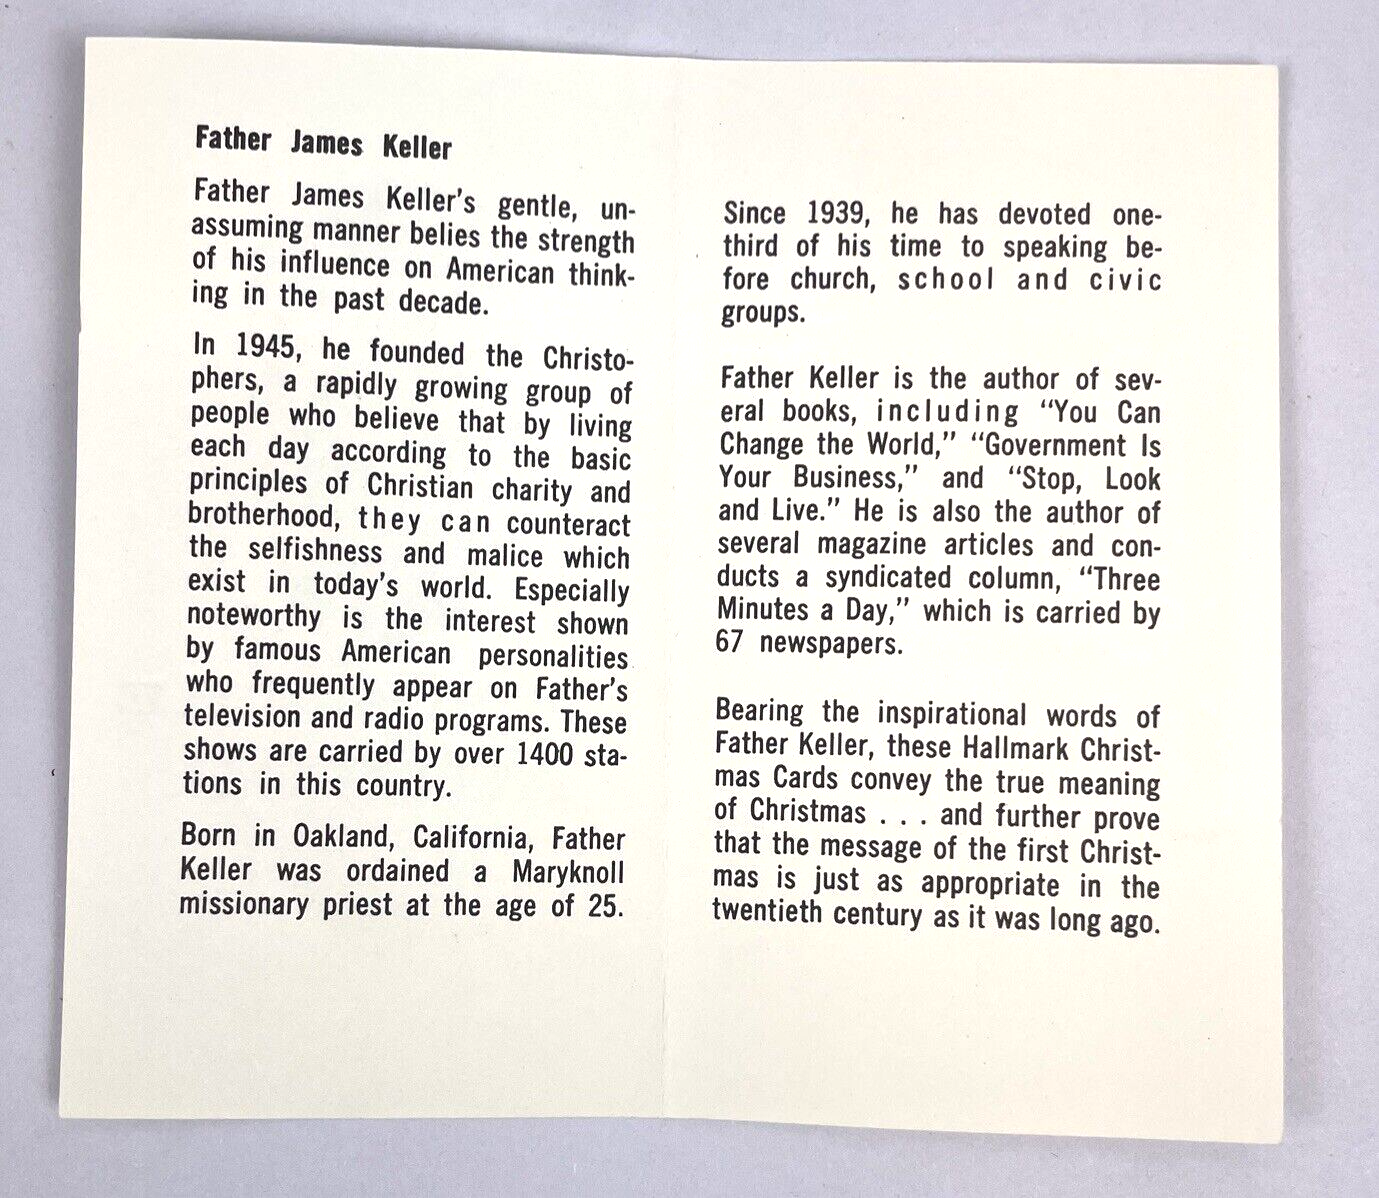 Father James Keller
Father James Keller's gentle, un-
assuming manner belies the strength
of his influence on American think-
ing in the past decade.
In 1945, he founded the Christo-
phers, a rapidly growing group of
people who believe that by living
each day according to the basic
principles of Christian charity and
brotherhood, they can counteract
the selfishness and malice which
exist in today's world. Especially
noteworthy is the interest shown
by famous American personalities
who frequently appear on Father's
television and radio programs. These
shows are carried by over 1400 sta-
tions in this country.
Born in Oakland, California, Father
Keller was ordained a Maryknoll
missionary priest at the age of 25.
Since 1939, he has devoted one-
third of his time to speaking be-
fore church, school and civic
groups.
Father Keller is the author of sev-
eral books, including "You Can
Change the World," "Government Is
Your Business," and "Stop, Look
and Live." He is also the author of
several magazine articles and con-
ducts a syndicated column, "Three
Minutes a Day," which is carried by
67 newspapers.
Bearing the inspirational words of
Father Keller, these Hallmark Christ-
mas Cards convey the true meaning
of Christmas . . . and further prove
that the message of the first Christ-
mas is just as appropriate in the
twentieth century as it was long ago.